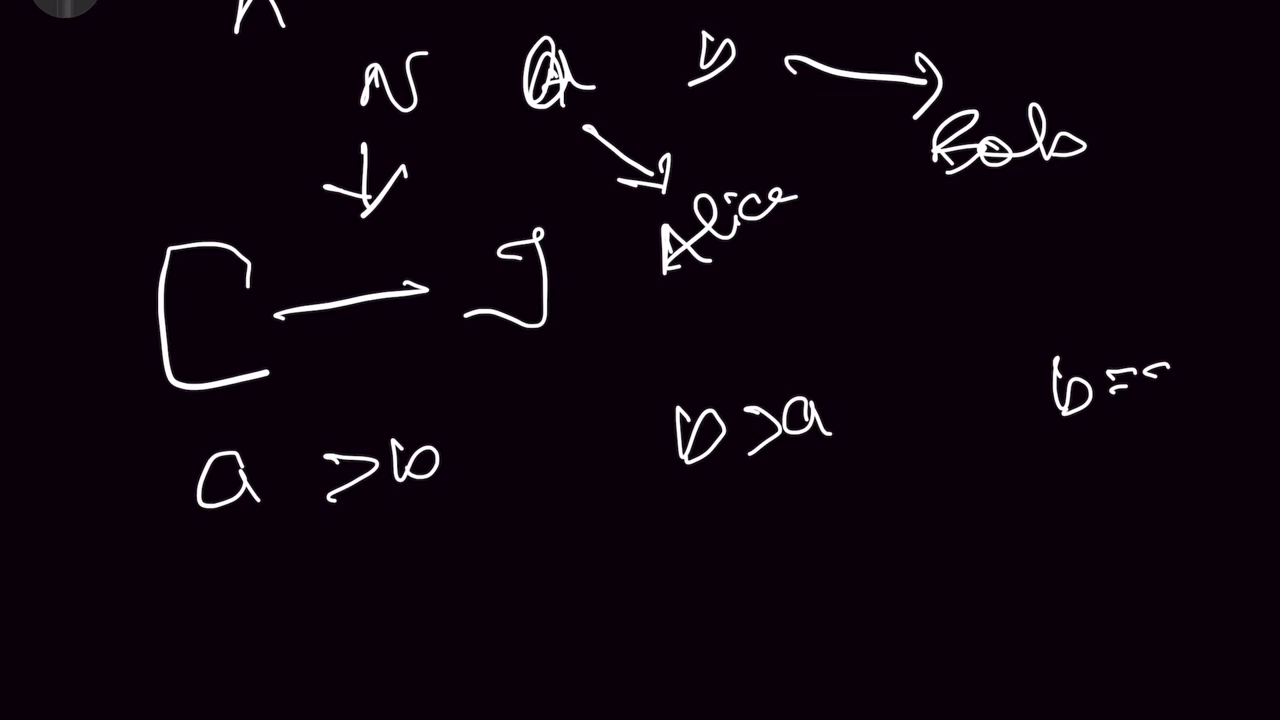 N a b → Bob
Alice
[ → ]
a > b b > a b = =